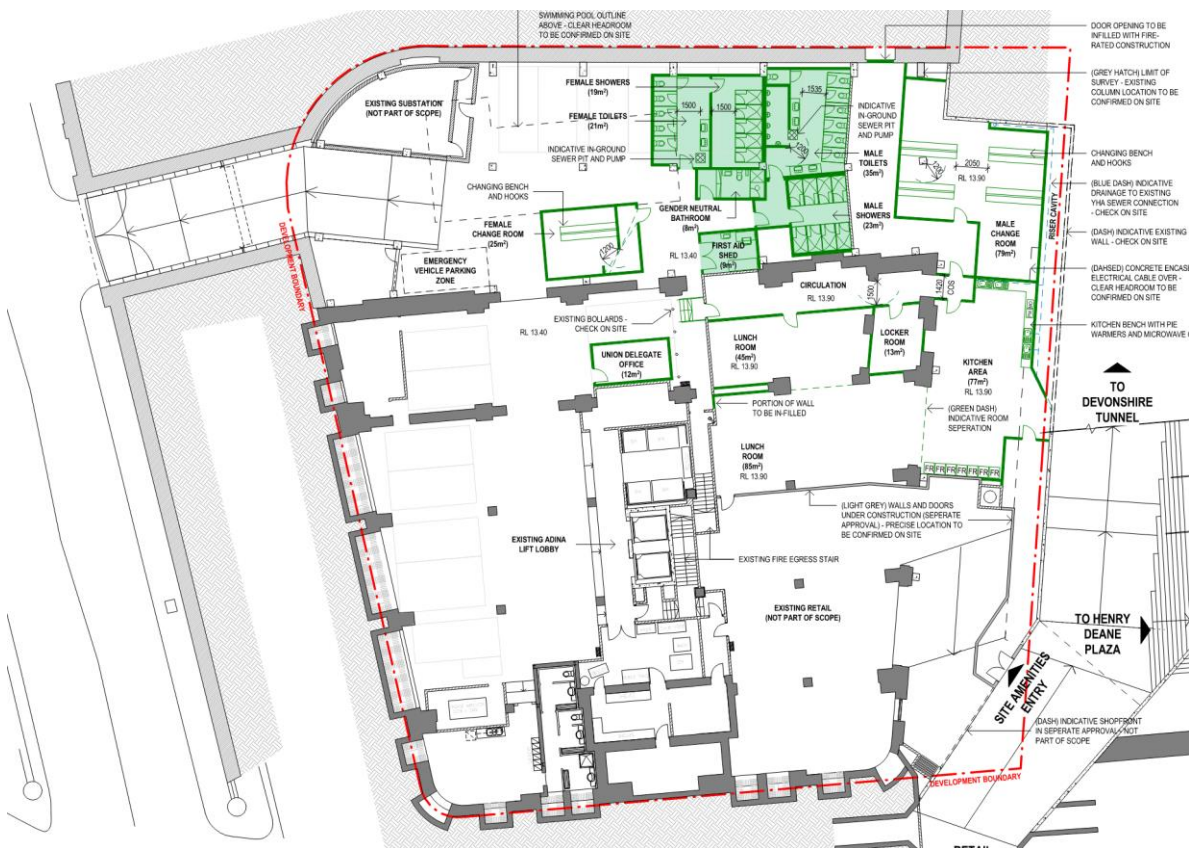 SWIMMING POOL OUTLINE
ABOVE - CLEAR HEADROOM
TO BE CONFIRMED ON SITE
DOOR OPENING TO BE
INFILLED WITH FIRE-
RATED CONSTRUCTION
(GREY HATCH) LIMIT OF
SURVEY - EXISTING
COLUMN LOCATION TO BE
CONFIRMED ON SITE
EXISTING SUBSTATION
(NOT PART OF SCOPE)
FEMALE SHOWERS
(19m²)
FEMALE TOILETS
(21m²)
INDICATIVE IN-GROUND
SEWER PIT AND PUMP
1500
1500
1535
1200
INDICATIVE
IN-GROUND
SEWER PIT
AND PUMP
MALE
TOILETS
(35m²)
1200
2050
RL 13.90
CHANGING BENCH
AND HOOKS
(BLUE DASH) INDICATIVE
DRAINAGE TO EXISTING
YHA SEWER CONNECTION
- CHECK ON SITE
RISER CAVITY
(DASH) INDICATIVE EXISTING
WALL - CHECK ON SITE
CHANGING BENCH
AND HOOKS
FEMALE
CHANGE ROOM
(25m²)
1200
GENDER NEUTRAL
BATHROOM
(8m²)
MALE
SHOWERS
(23m²)
MALE
CHANGE
ROOM
(79m²)
FIRST AID
SHED
(9m²)
RL 13.40
EMERGENCY
VEHICLE PARKING
ZONE
DEVELOPMENT BOUNDARY
CIRCULATION
RL 13.90
1500
1420
COS
(DAHSED) CONCRETE ENCASE
ELECTRICAL CABLE OVER -
CLEAR HEADROOM TO BE
CONFIRMED ON SITE
KITCHEN BENCH WITH PIE
WARMERS AND MICROWAVE
EXISTING BOLLARDS -
CHECK ON SITE
RL 13.40
UNION DELEGATE
OFFICE
(12m²)
LUNCH
ROOM
(45m²)
RL 13.90
LOCKER
ROOM
(13m²)
KITCHEN
AREA
(77m²)
RL 13.90
TO
DEVONSHIRE
TUNNEL
PORTION OF WALL
TO BE IN-FILLED
(GREEN DASH)
INDICATIVE ROOM
SEPERATION
LUNCH
ROOM
(85m²)
RL 13.90
FR FR FR FR FR FR FR
(LIGHT GREY) WALLS AND DOORS
UNDER CONSTRUCTION (SEPERATE
APPROVAL) - PRECISE LOCATION TO
BE CONFIRMED ON SITE
EXISTING ADINA
LIFT LOBBY
EXISTING FIRE EGRESS STAIR
EXISTING RETAIL
(NOT PART OF SCOPE)
TO HENRY
DEANE
PLAZA
SITE AMENITIES
ENTRY
(DASH) INDICATIVE SHOPFRONT
IN SEPERATE APPROVAL - NOT
PART OF SCOPE
DEVELOPMENT BOUNDARY
RETAIL